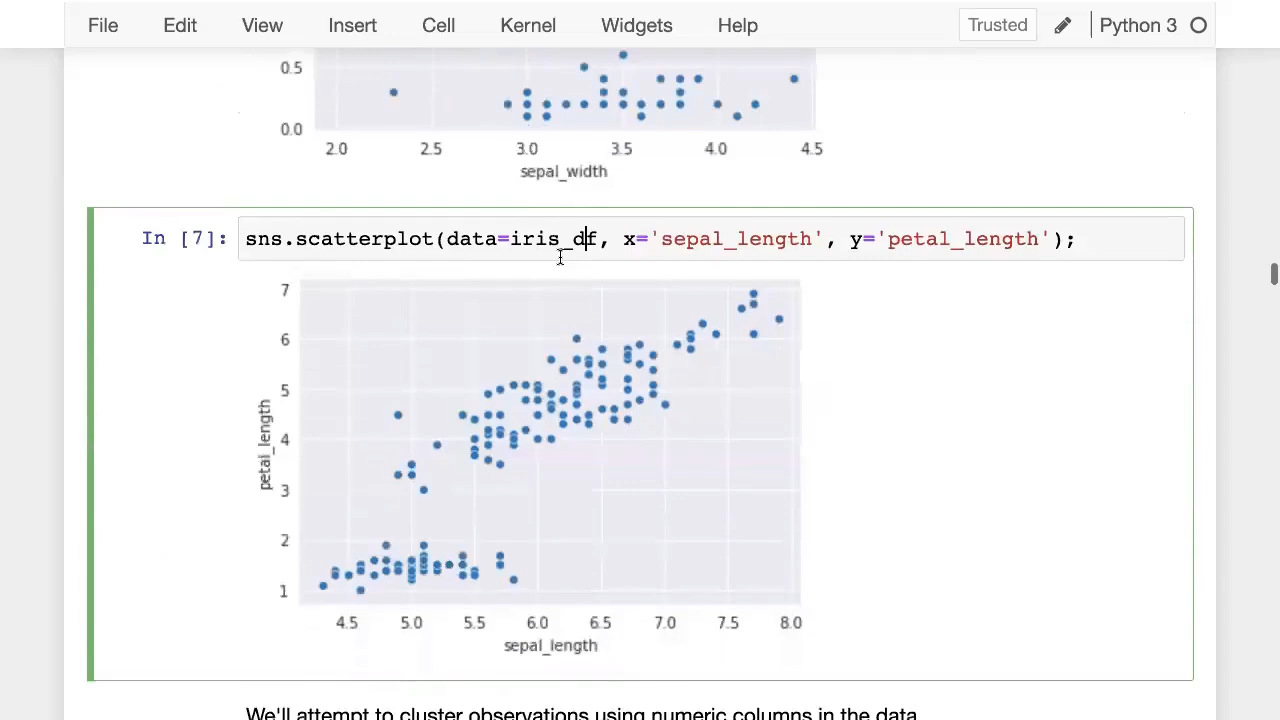 File Edit View Insert Cell Kernel Widgets Help Trusted Python 3
0.5
0.0
2.0 2.5 3.0 3.5 4.0 4.5
sepal_width
In [7]: sns.scatterplot(data=iris_df, x='sepal_length', y='petal_length');
7
6
5
4
3
2
1
petal_length
4.5 5.0 5.5 6.0 6.5 7.0 7.5 8.0
sepal_length
We'll attempt to cluster observations using numeric columns in the data